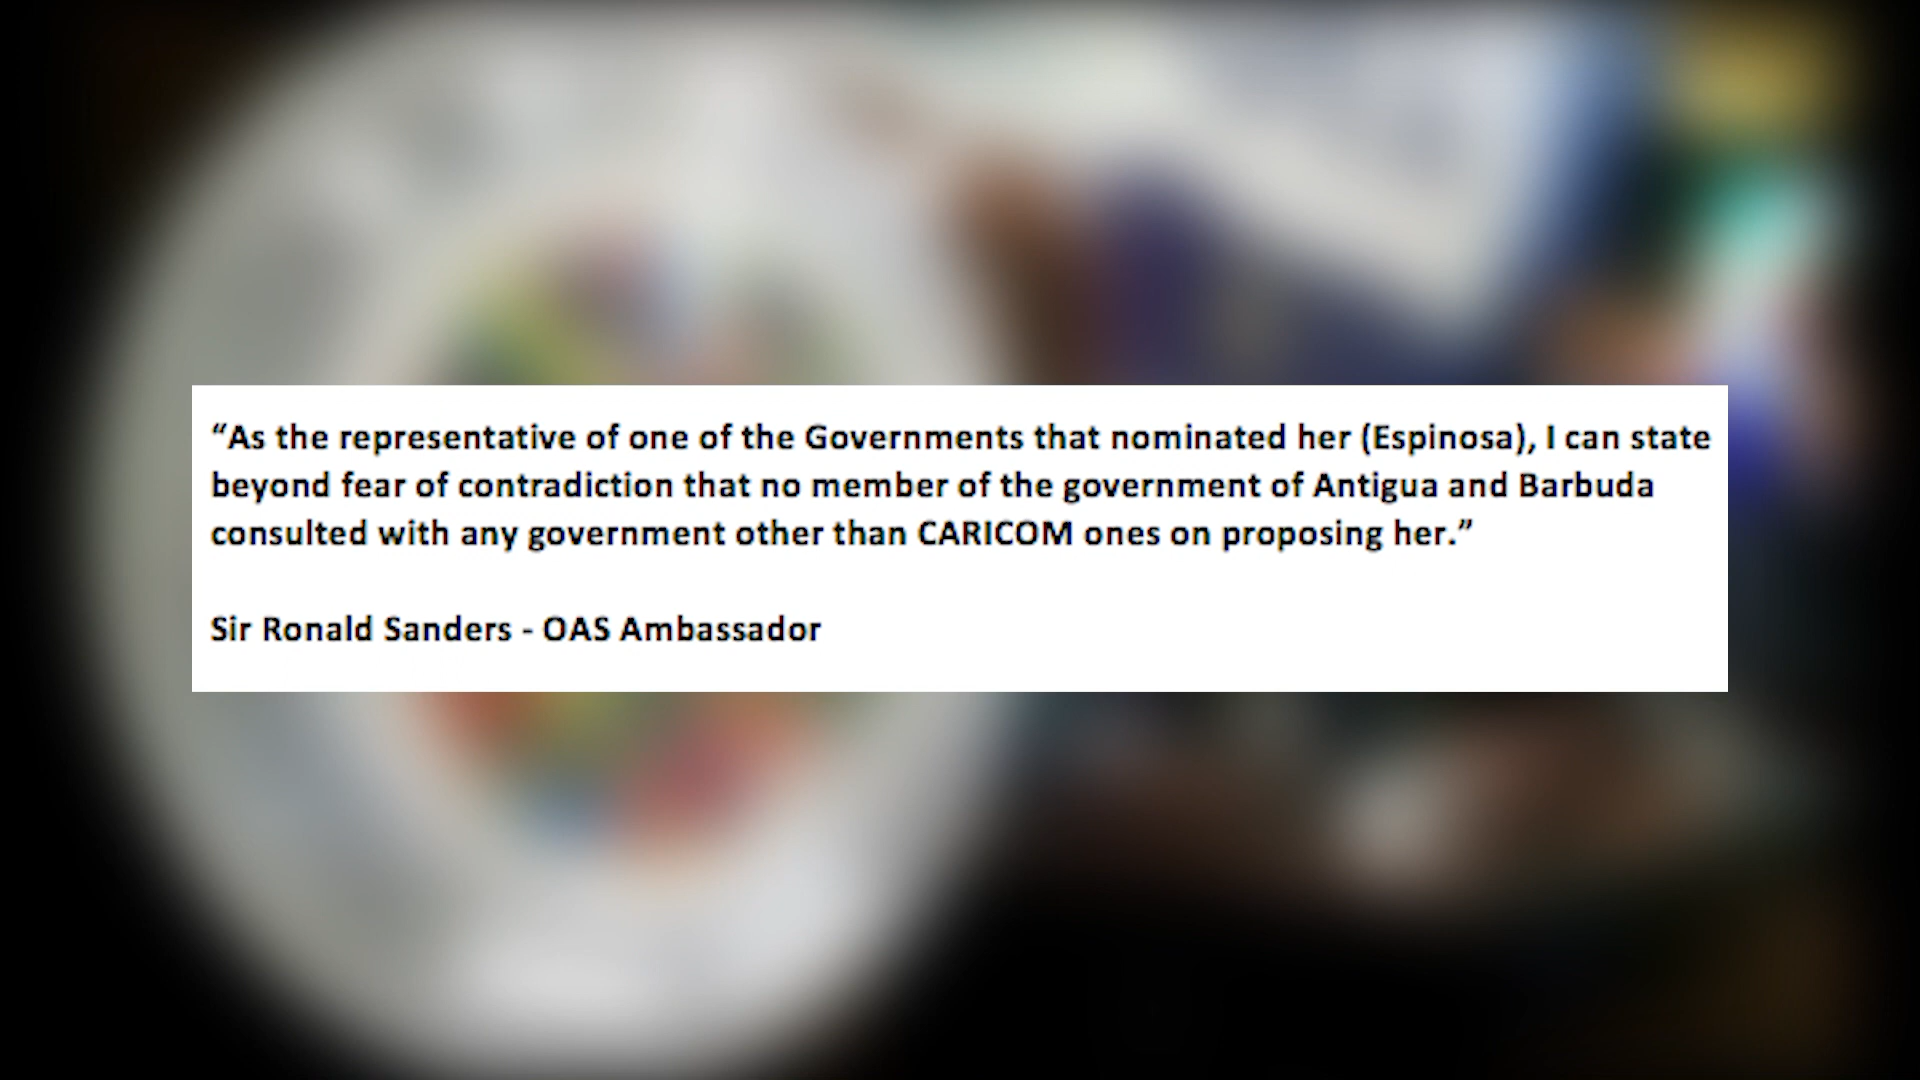 “As the representative of one of the Governments that nominated her (Espinosa), I can state
beyond fear of contradiction that no member of the government of Antigua and Barbuda
consulted with any government other than CARICOM ones on proposing her.”
Sir Ronald Sanders - OAS Ambassador